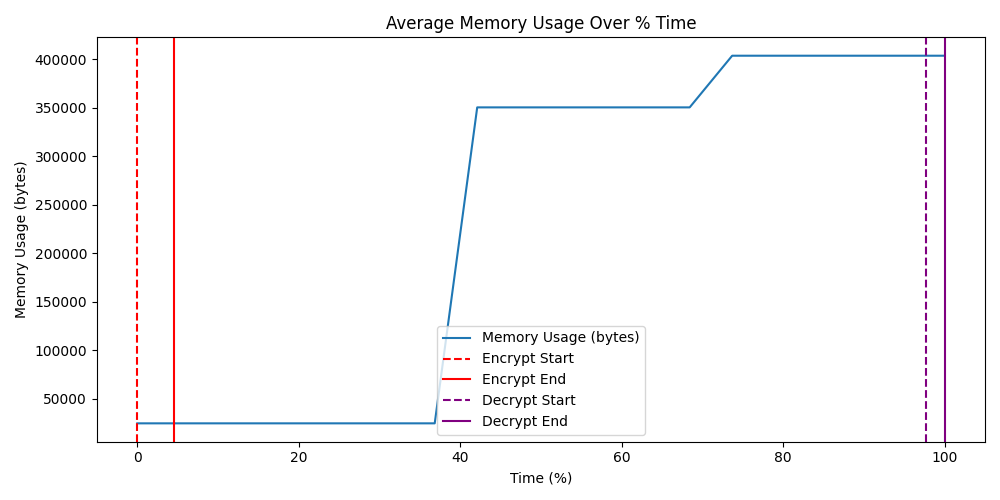 Average Memory Usage Over % Time
Memory Usage (bytes)
400000
350000
300000
250000
200000
150000
100000
50000
Memory Usage (bytes)
Encrypt Start
Encrypt End
Decrypt Start
Decrypt End
0 20 40 60 80 100
Time (%)